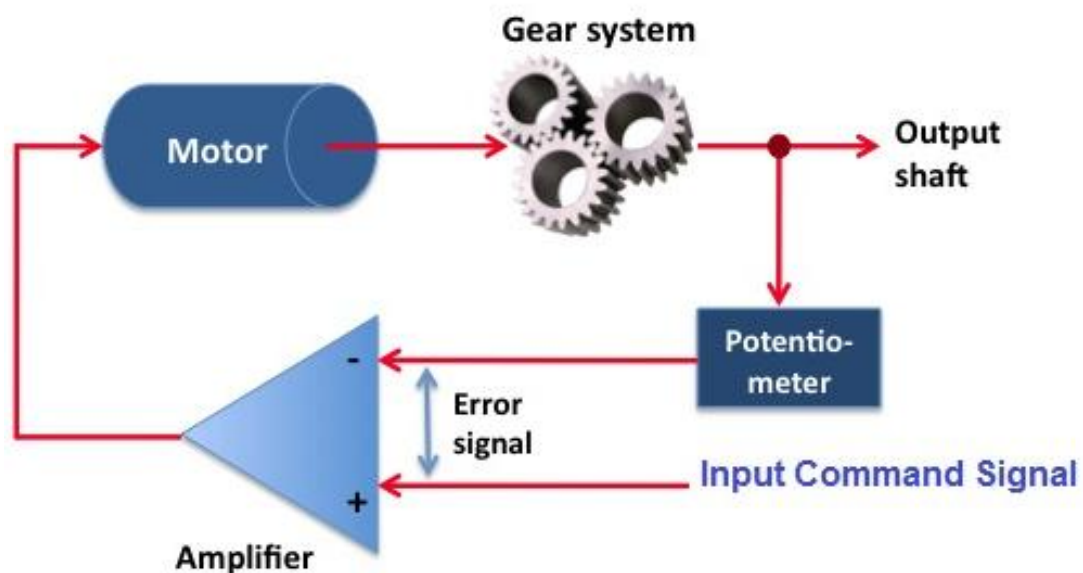 Gear system
Motor
Output
shaft
Potentio-
meter
-
Error
signal
Input Command Signal
+
Amplifier